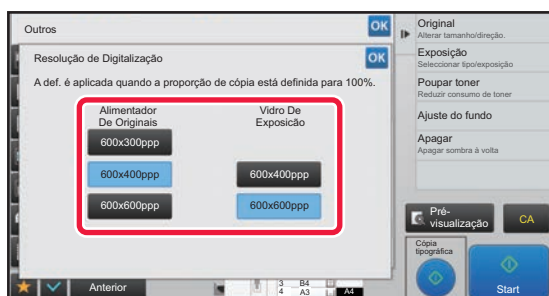 Outros
OK
Resolução de Digitalização
OK
A def. é aplicada quando a proporção de cópia está definida para 100%.
Alimentador
De Originais
Vidro De
Exposicão
600x300ppp
600x400ppp
600x400ppp
600x600ppp
600x600ppp
Anterior
3 B4
4 A3
A4
Original
Alterar tamanho/direção.
Exposição
Seleccionar tipo/exposição
Poupar toner
Reduzir consumo de toner
Ajuste do fundo
Apagar
Apagar sombra à volta
Pré-
visualização
CA
Cópia
tipográfica
Start